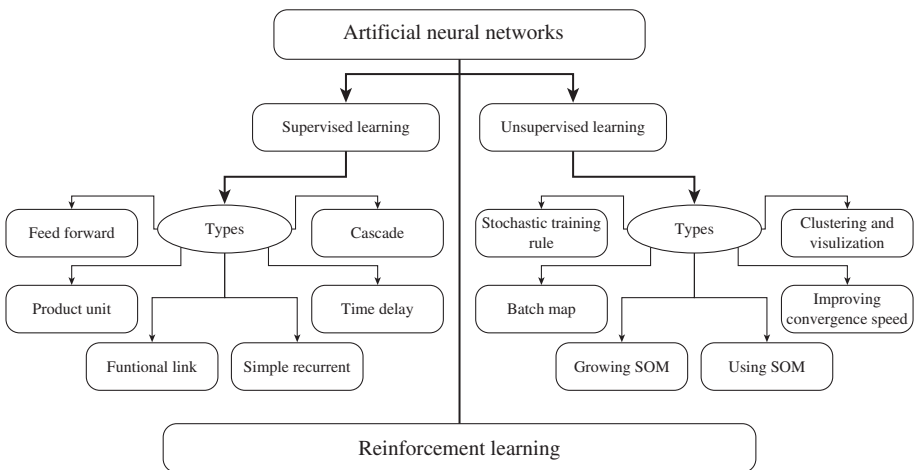 Artificial neural networks
Supervised learning
Unsupervised learning
Feed forward
Types
Cascade
Stochastic training
rule
Types
Clustering and
visulization
Product unit
Time delay
Batch map
Improving
convergence speed
Funtional link
Simple recurrent
Growing SOM
Using SOM
Reinforcement learning